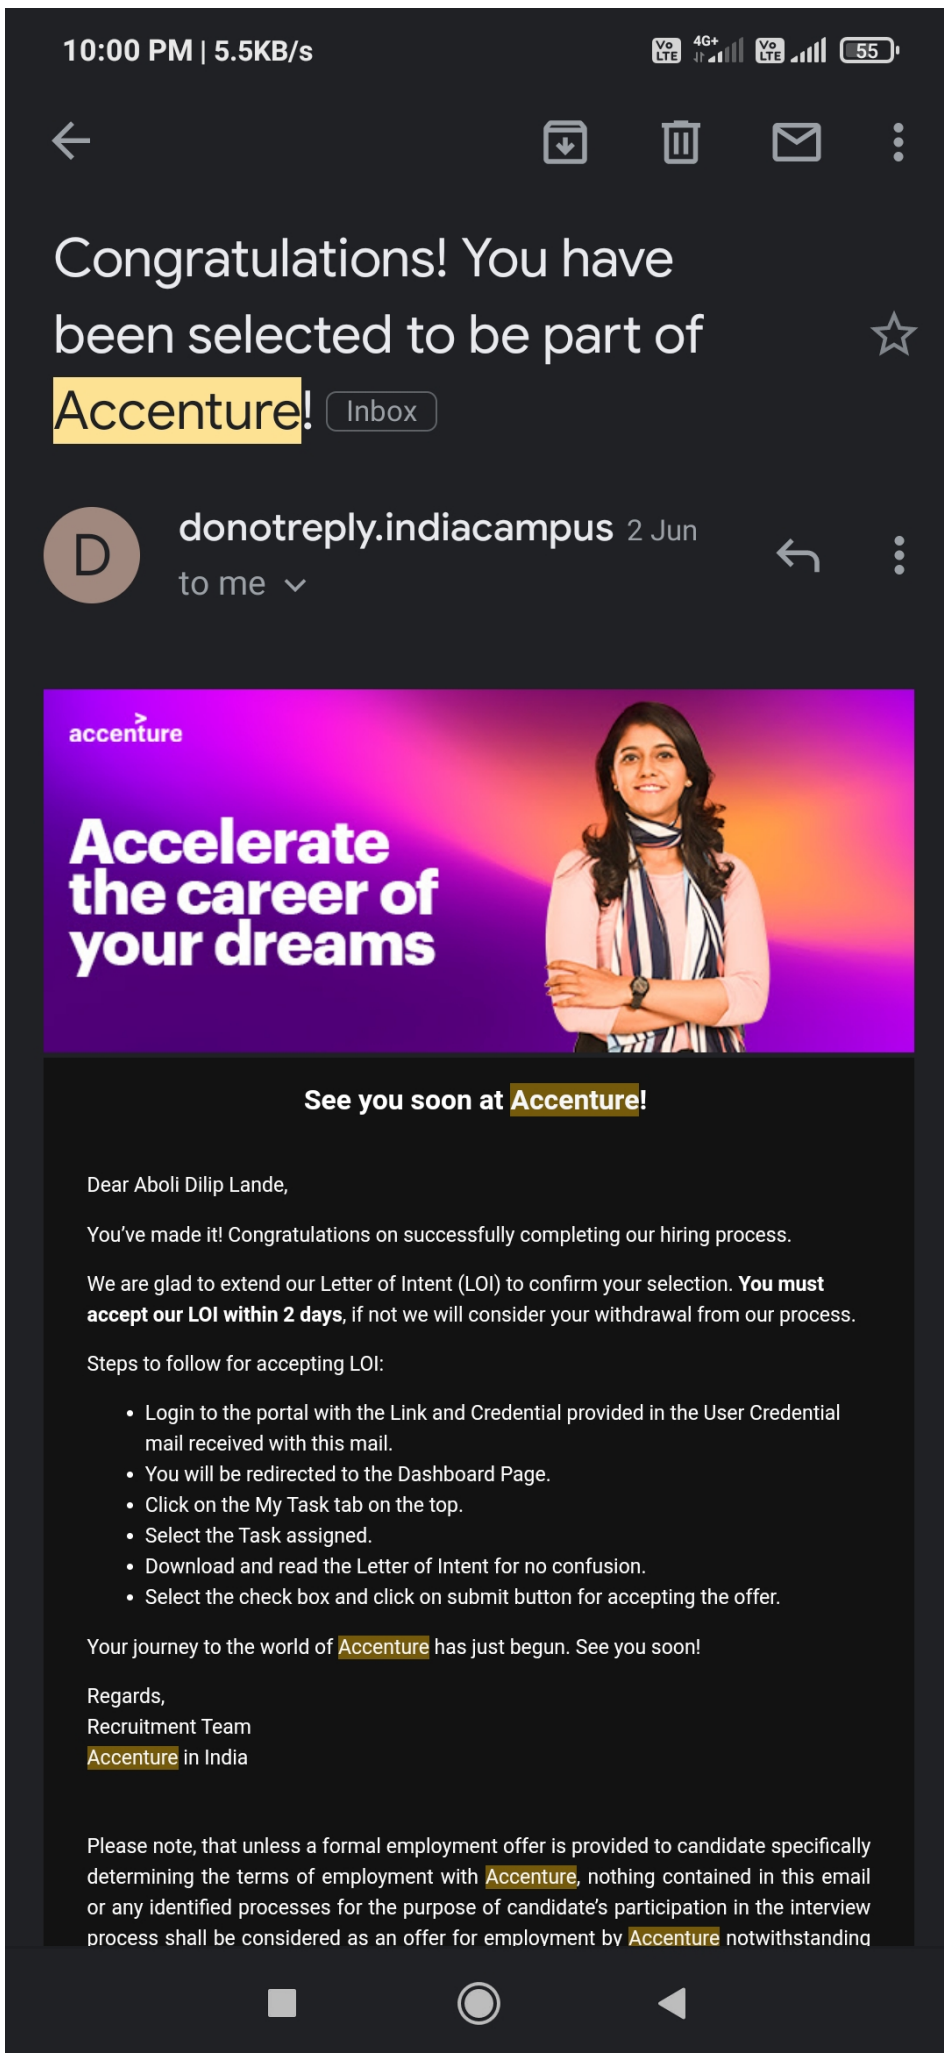 10:00 PM | 5.5KB/s
Vo LTE 4G+ Vo LTE 55
Congratulations! You have
been selected to be part of
Accenture! Inbox
D
donotreply.indiacampus 2 Jun
to me
accenture
Accelerate
the career of
your dreams
See you soon at Accenture!
Dear Aboli Dilip Lande,
You’ve made it! Congratulations on successfully completing our hiring process.
We are glad to extend our Letter of Intent (LOI) to confirm your selection. You must
accept our LOI within 2 days, if not we will consider your withdrawal from our process.
Steps to follow for accepting LOI:
• Login to the portal with the Link and Credential provided in the User Credential
mail received with this mail.
• You will be redirected to the Dashboard Page.
• Click on the My Task tab on the top.
• Select the Task assigned.
• Download and read the Letter of Intent for no confusion.
• Select the check box and click on submit button for accepting the offer.
Your journey to the world of Accenture has just begun. See you soon!
Regards,
Recruitment Team
Accenture in India
Please note, that unless a formal employment offer is provided to candidate specifically
determining the terms of employment with Accenture, nothing contained in this email
or any identified processes for the purpose of candidate’s participation in the interview
process shall be considered as an offer for employment by Accenture notwithstanding